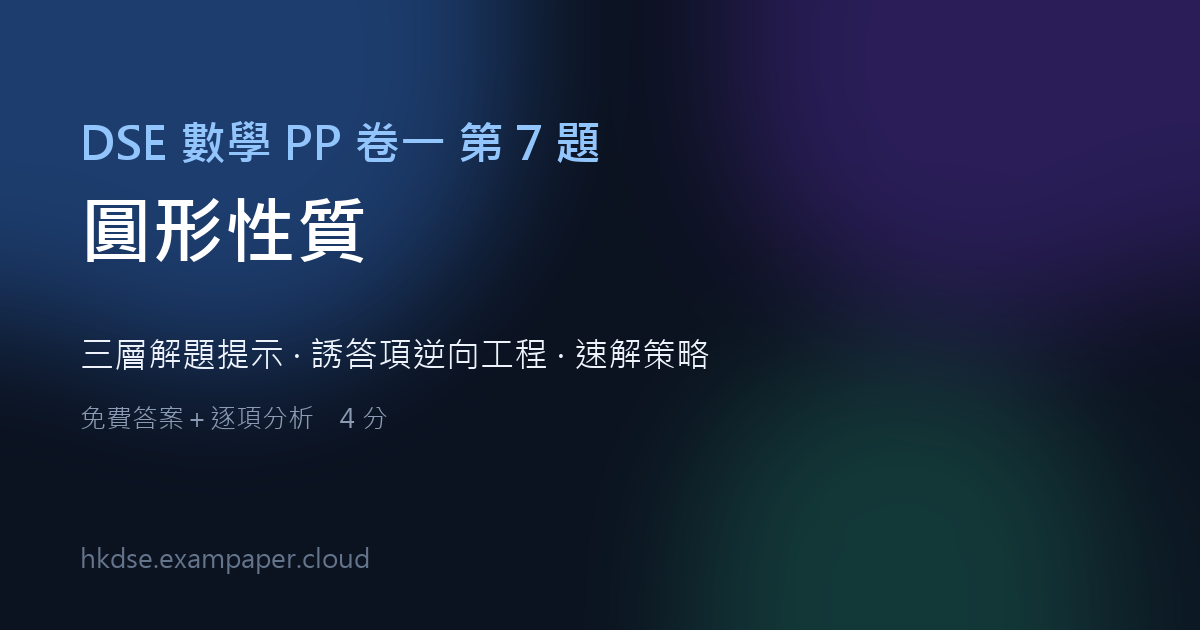 DSE 數學 PP 卷一 第 7 題
圓形性質
三層解題提示 · 誘答項逆向工程 · 速解策略
免費答案 + 逐項分析 4 分
hkdse.exampaper.cloud